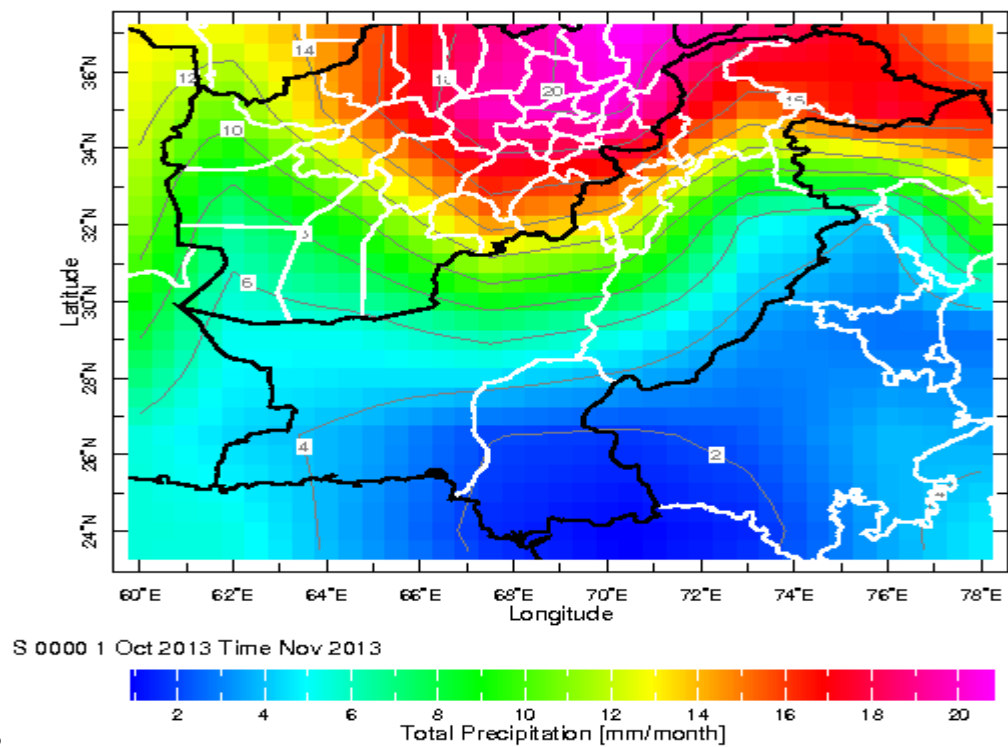 14
12
18
36°N
20
16
10
34°N
8
32°N
Latitude
6
30°N
28°N
4
2
26°N
4
24°N
60°E 62°E 64°E 66°E 68°E 70°E 72°E 74°E 76°E 78°E
Longitude
S 0000 1 Oct 2013 Time Nov 2013
2 4 6 8 10 12 14 16 18 20
Total Precipitation [mm/month]